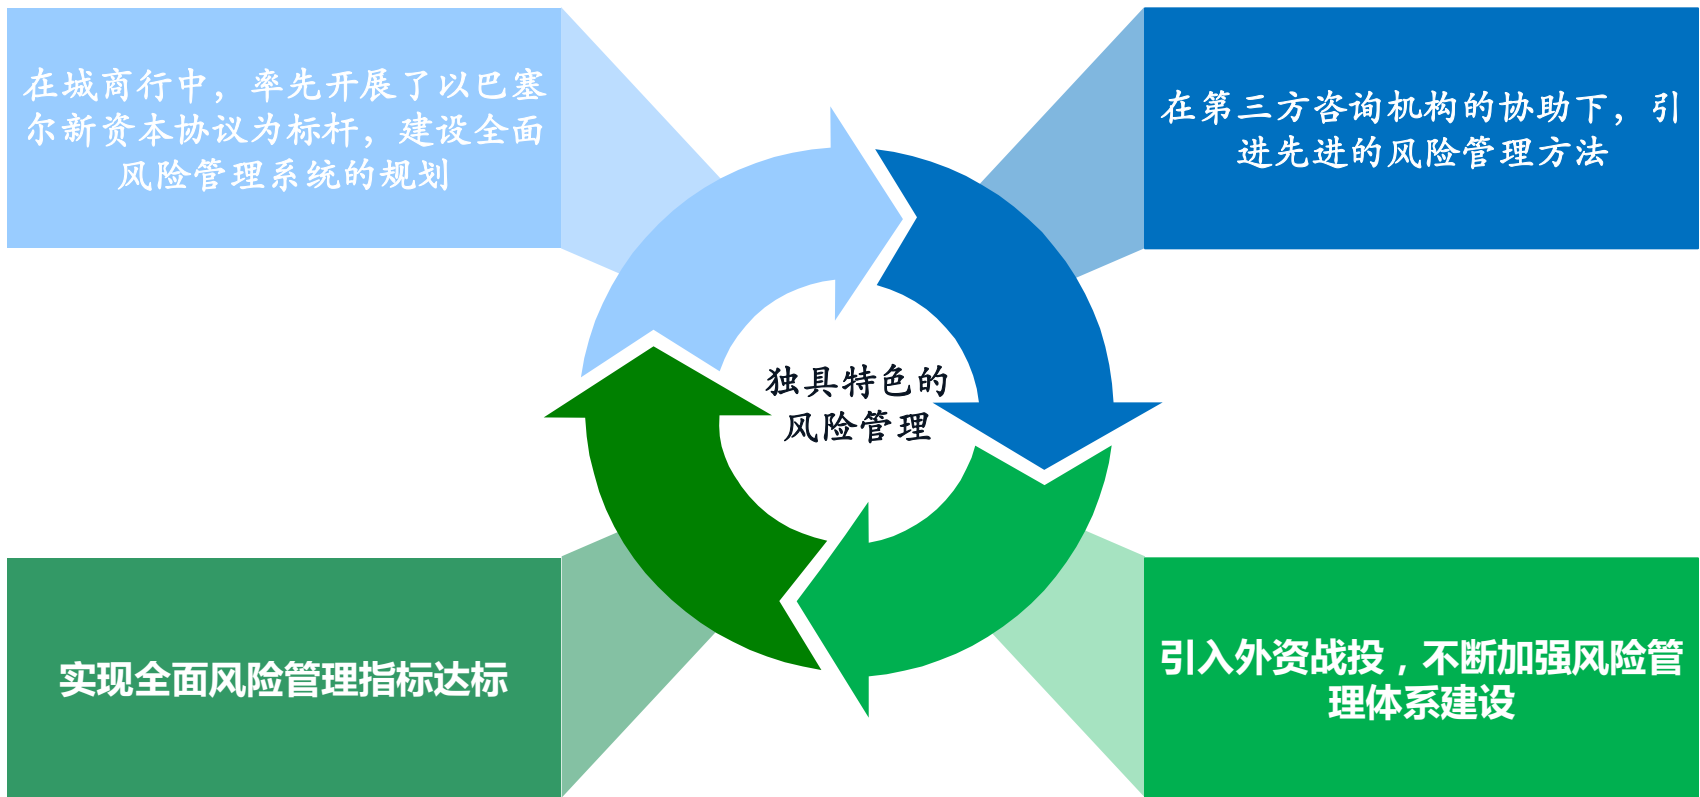 在城商行中，率先开展了以巴塞
尔新资本协议为标杆，建设全面
风险管理系统的规划
在第三方咨询机构的协助下，引
进先进的风险管理方法
独具特色的
风险管理
实现全面风险管理指标达标
引入外资战投，不断加强风险管
理体系建设